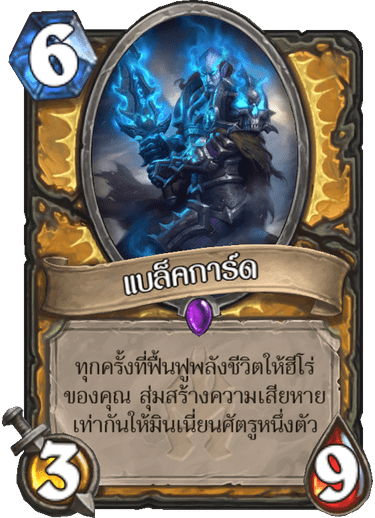 6
แบล็คการ์ด
ทุกครั้งที่ฟื้นฟูพลังชีวิตให้ฮีโร่
ของคุณ สุ่มสร้างความเสียหาย
เท่ากันให้มินเนี่ยนศัตรูหนึ่งตัว
3
9